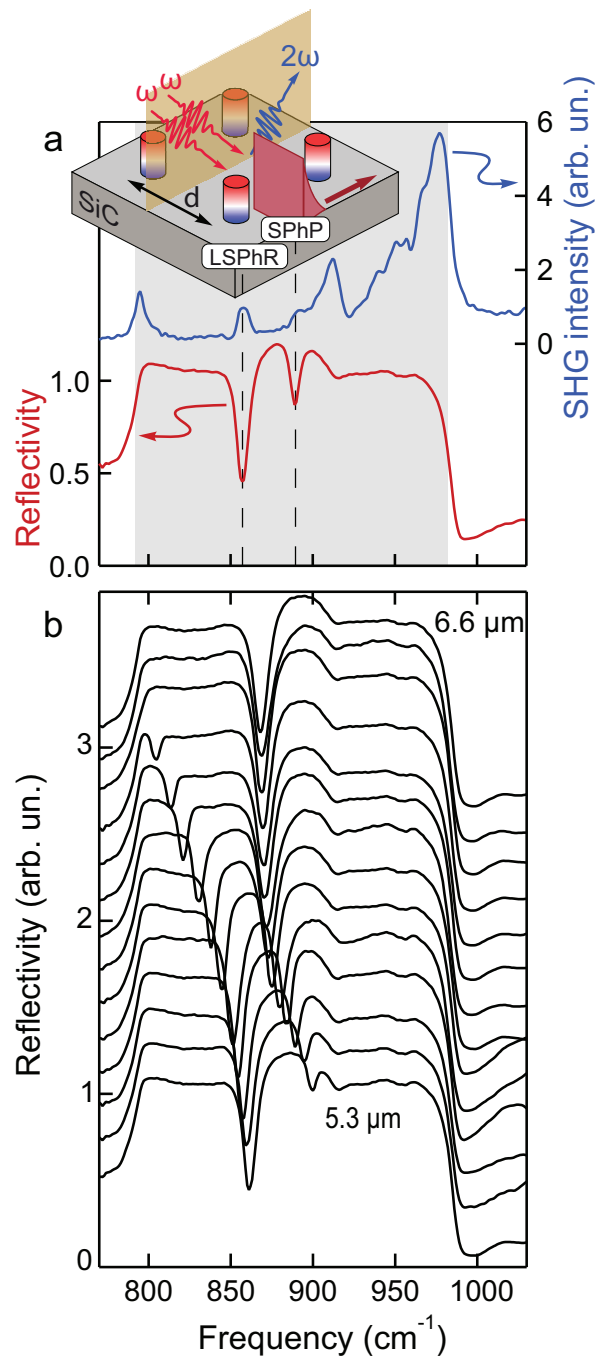 ω
ω
2ω
a
SiC
d
SPhP
LSPhR
6
4
2
0
SHG intensity (arb. un.)
1.0
0.5
0.0
Reflectivity
b
6.6 µm
3
2
1
0
Reflectivity (arb. un.)
5.3 µm
800 850 900 950 1000
Frequency (cm⁻¹)